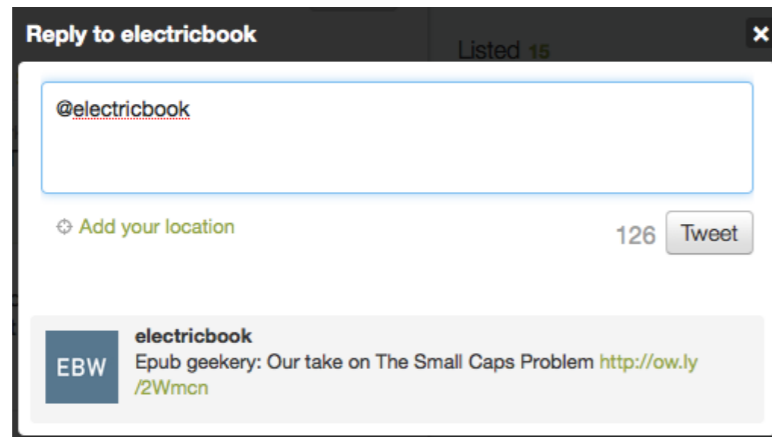 Reply to electricbook
Listed 15
@electricbook
Add your location
126 Tweet
EBW
electricbook
Epub geekery: Our take on The Small Caps Problem http://ow.ly
/2Wmcn